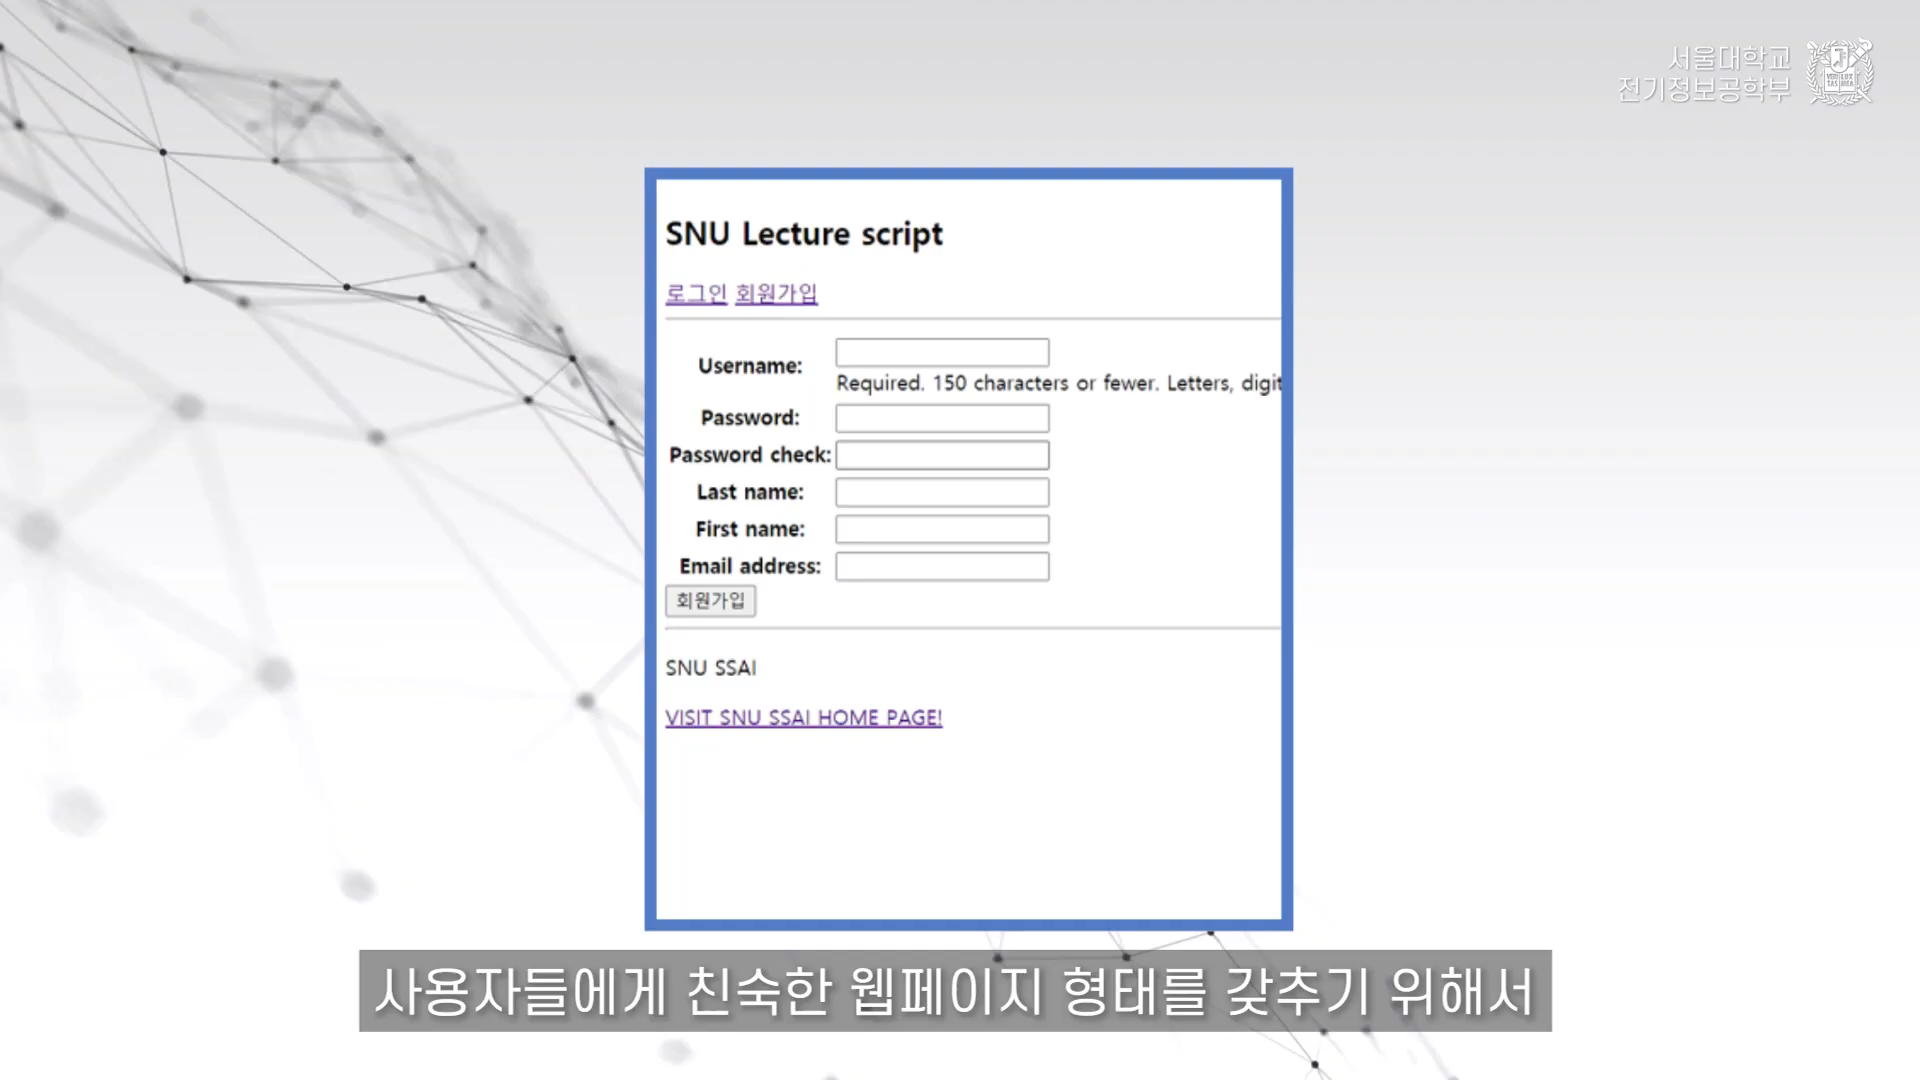 서울대학교
전기정보공학부
SNU Lecture script
로그인 회원가입
Username:
Required. 150 characters or fewer. Letters, digit
Password:
Password check:
Last name:
First name:
Email address:
회원가입
SNU SSAI
VISIT SNU SSAI HOME PAGE!
사용자들에게 친숙한 웹페이지 형태를 갖추기 위해서